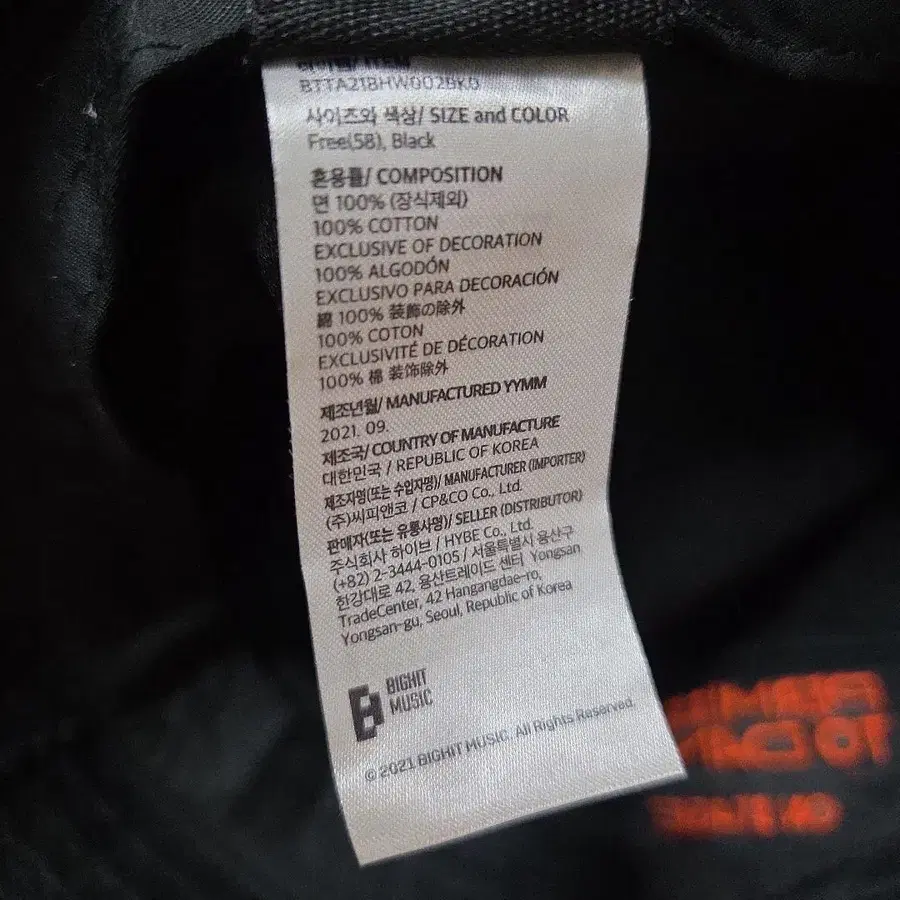 아이템/ ITEM
BTTA21BHW002BK0
사이즈와 색상/ SIZE and COLOR
Free(58), Black
혼용률/ COMPOSITION
면 100% (장식제외)
100% COTTON
EXCLUSIVE OF DECORATION
100% ALGODÓN
EXCLUSIVO PARA DECORACIÓN
綿 100% 装飾の除外
100% COTON
EXCLUSIVITÉ DE DÉCORATION
100% 棉 装饰除外
제조년월/ MANUFACTURED YYMM
2021. 09.
제조국/ COUNTRY OF MANUFACTURE
대한민국 / REPUBLIC OF KOREA
제조자명(또는 수입자명)/ MANUFACTURER (IMPORTER)
(주)씨피앤코 / CP&CO Co., Ltd.
판매자(또는 유통사명)/ SELLER (DISTRIBUTOR)
주식회사 하이브 / HYBE Co., Ltd.
(+82) 2-3444-0105 / 서울특별시 용산구
한강대로 42, 용산트레이드 센터 Yongsan
TradeCenter, 42 Hangangdae-ro,
Yongsan-gu, Seoul, Republic of Korea
BIGHIT
MUSIC
© 2021 BIGHIT MUSIC. All Rights Reserved.